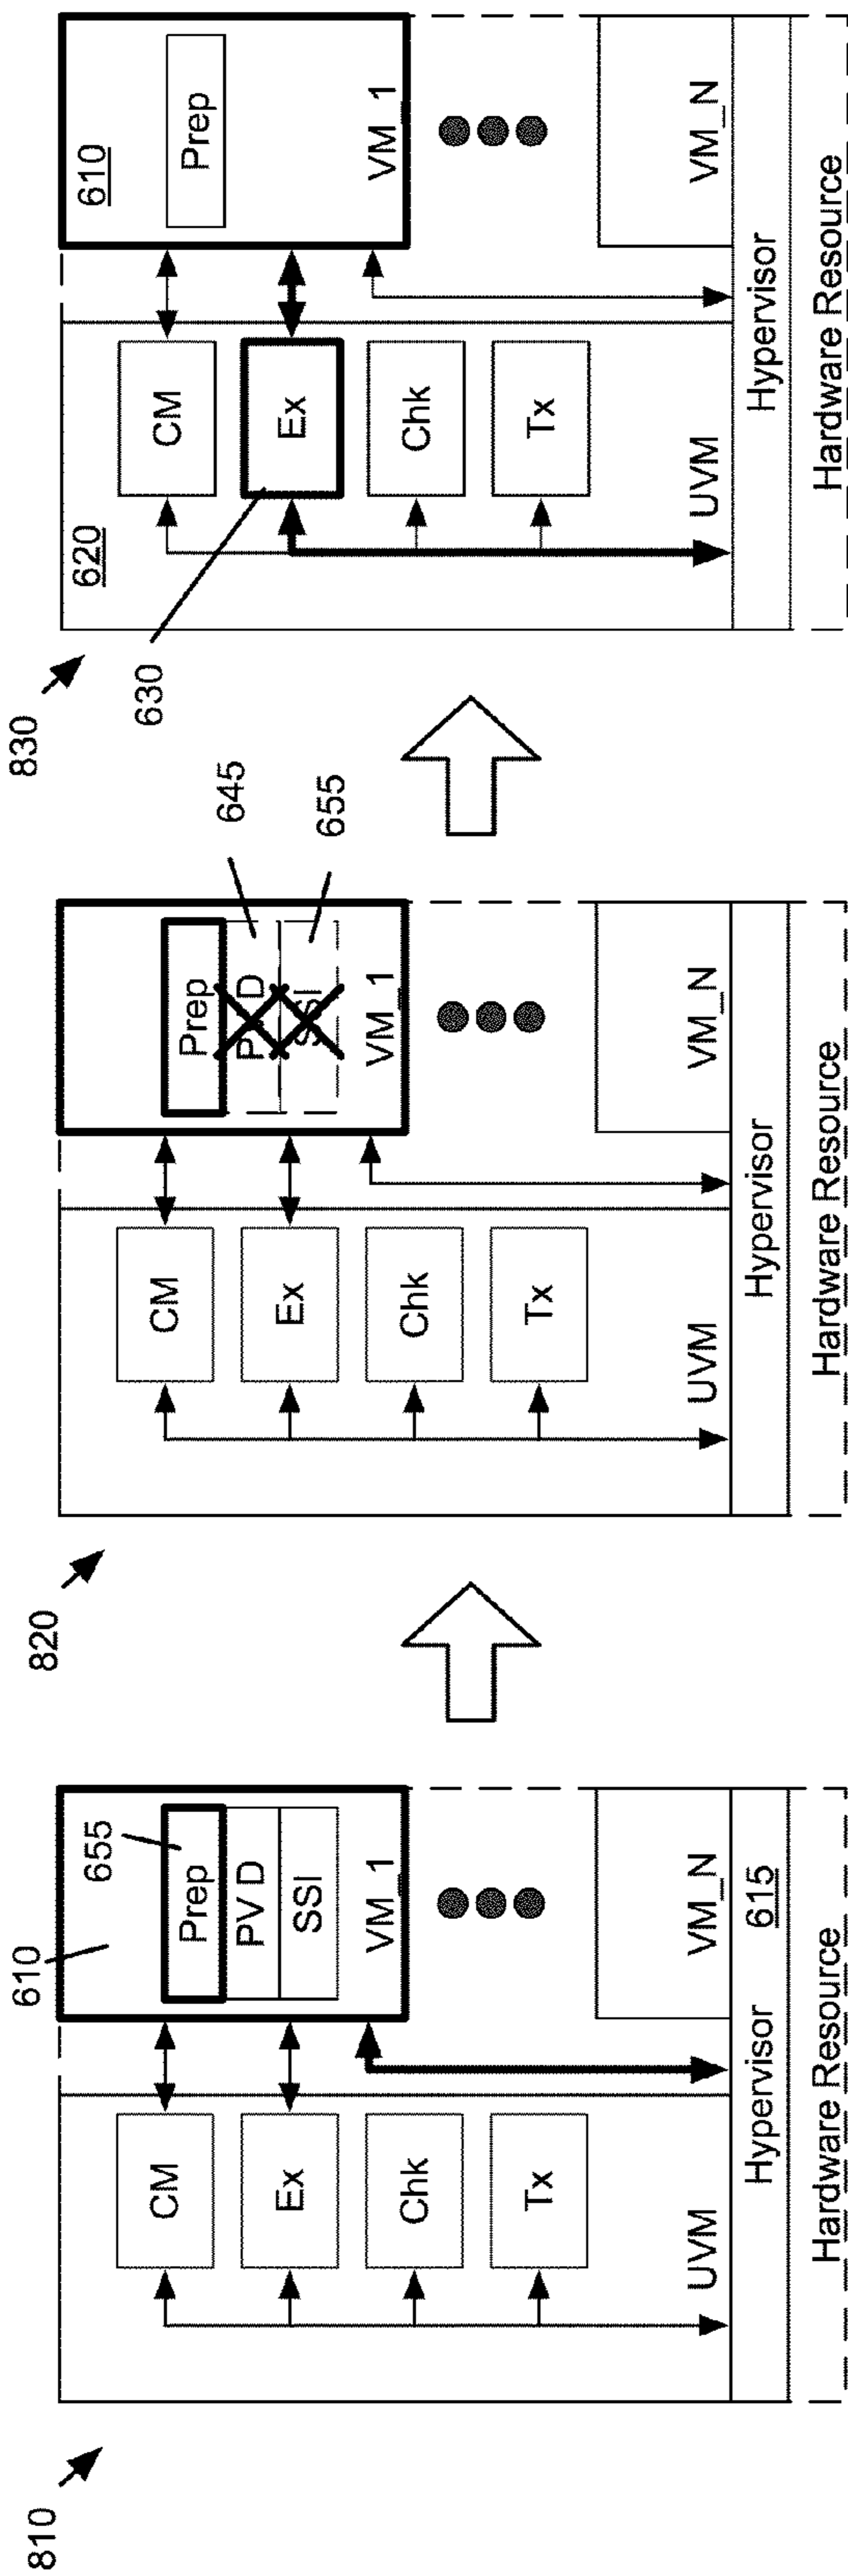 810
610
655
CM
Prep
Ex
PV D
SSI
Chk
VM_1
Tx
UVM
VM_N
Hypervisor 615
Hardware Resource
820
CM
Prep
645
Ex
655
Chk
VM_1
Tx
UVM
VM_N
Hypervisor
Hardware Resource
830
620
610
630
CM
Prep
Ex
Chk
VM_1
Tx
UVM
VM_N
Hypervisor
Hardware Resource